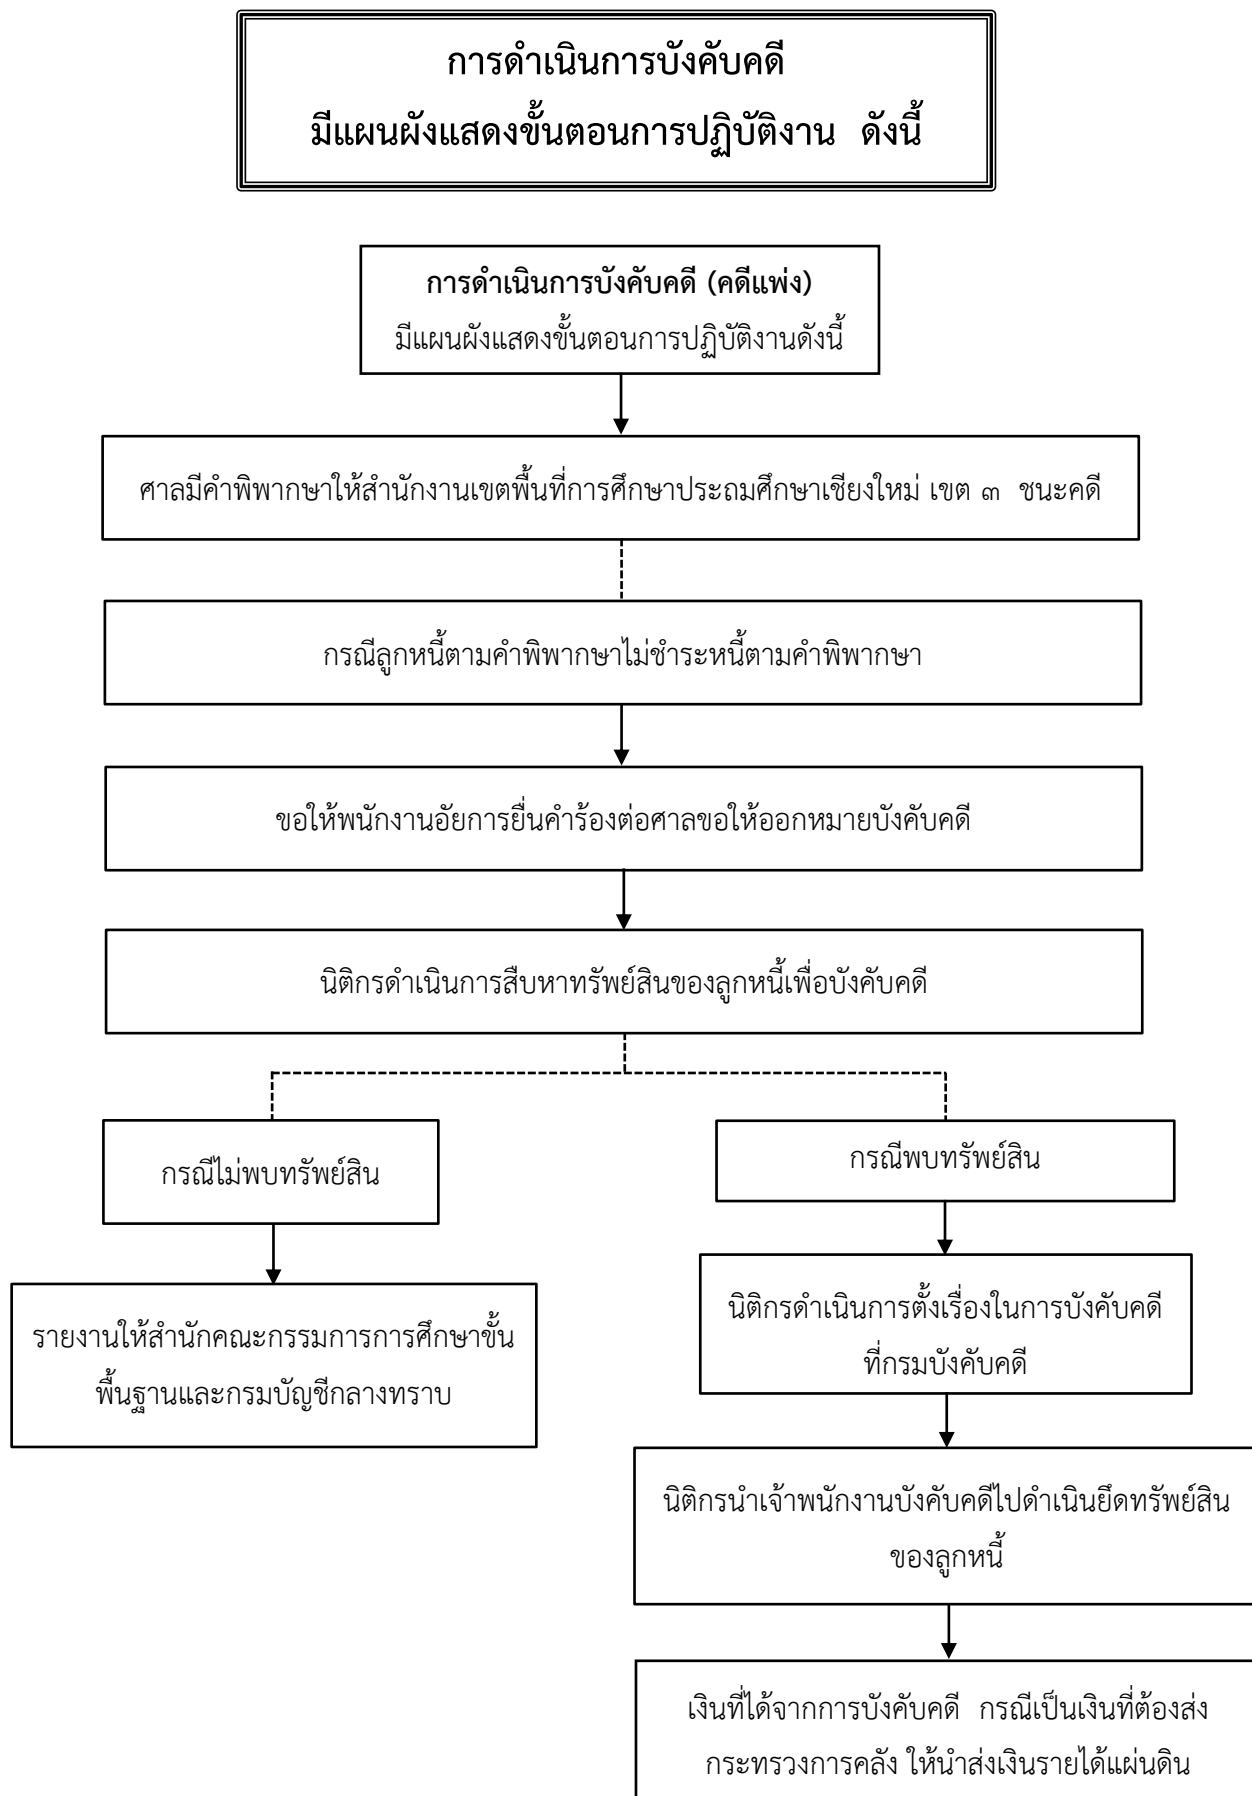 การดำเนินการบังคับคดี
มีแผนผังแสดงขั้นตอนการปฏิบัติงาน ดังนี้
การดำเนินการบังคับคดี (คดีแพ่ง)
มีแผนผังแสดงขั้นตอนการปฏิบัติงานดังนี้
ศาลมีคำพิพากษาให้สำนักงานเขตพื้นที่การศึกษาประถมศึกษาเชียงใหม่ เขต ๓ ชนะคดี
กรณีลูกหนี้ตามคำพิพากษาไม่ชำระหนี้ตามคำพิพากษา
ขอให้พนักงานอัยการยื่นคำร้องต่อศาลขอให้ออกหมายบังคับคดี
นิติกรดำเนินการสืบหาทรัพย์สินของลูกหนี้เพื่อบังคับคดี
กรณีไม่พบทรัพย์สิน
รายงานให้สำนักคณะกรรมการการศึกษาขั้น
พื้นฐานและกรมบัญชีกลางทราบ
กรณีพบทรัพย์สิน
นิติกรดำเนินการตั้งเรื่องในการบังคับคดี
ที่กรมบังคับคดี
นิติกรนำเจ้าพนักงานบังคับคดีไปดำเนินยึดทรัพย์สิน
ของลูกหนี้
เงินที่ได้จากการบังคับคดี กรณีเป็นเงินที่ต้องส่ง
กระทรวงการคลัง ให้นำส่งเงินรายได้แผ่นดิน